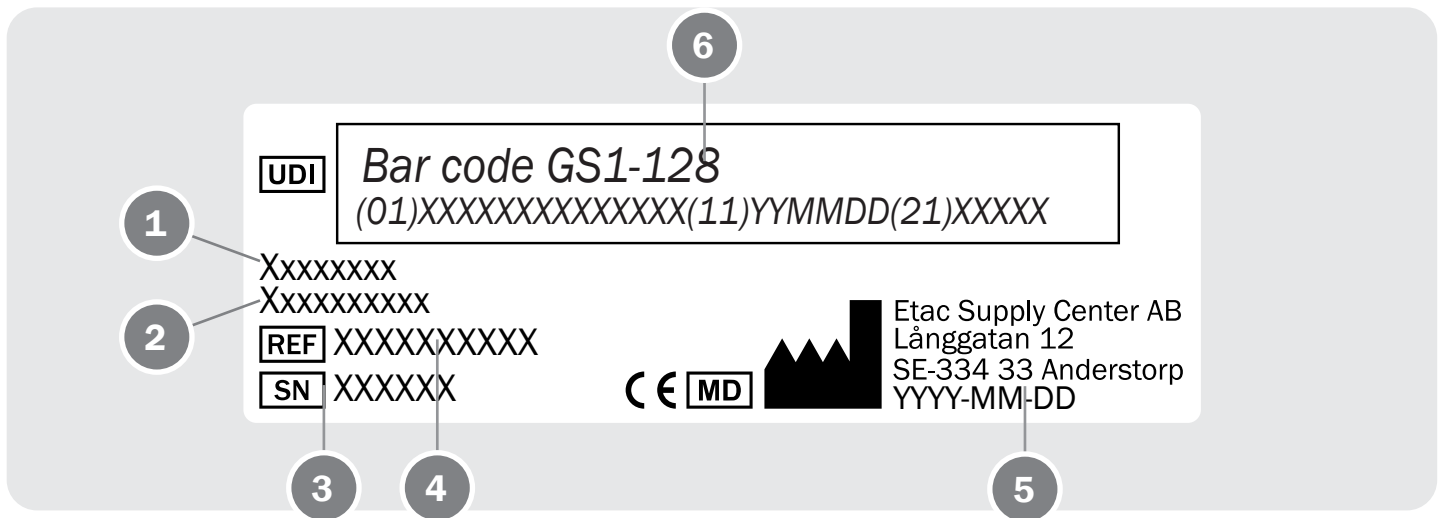 6
UDI
Bar code GS1-128
(01)XXXXXXXXXXXXXX(11)YYMMDD(21)XXXXX
1
Xxxxxxxx
2
Xxxxxxxxxx
REF XXXXXXXXXX
SN XXXXXX
CE MD
Etac Supply Center AB
Långgatan 12
SE-334 33 Anderstorp
YYYY-MM-DD
3
4
5